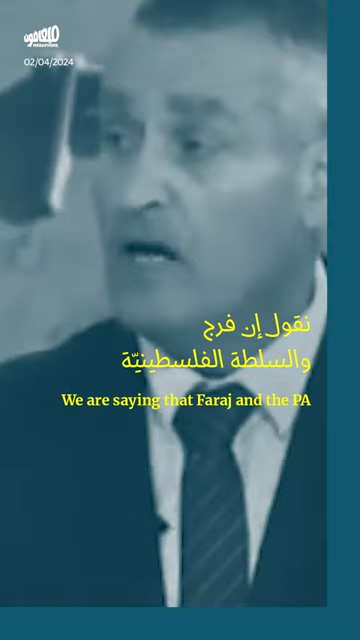 ميغافون
MEGAPHONE
02/04/2024
نقول إن فرج
والسلطة الفلسطينيّة
We are saying that Faraj and the PA